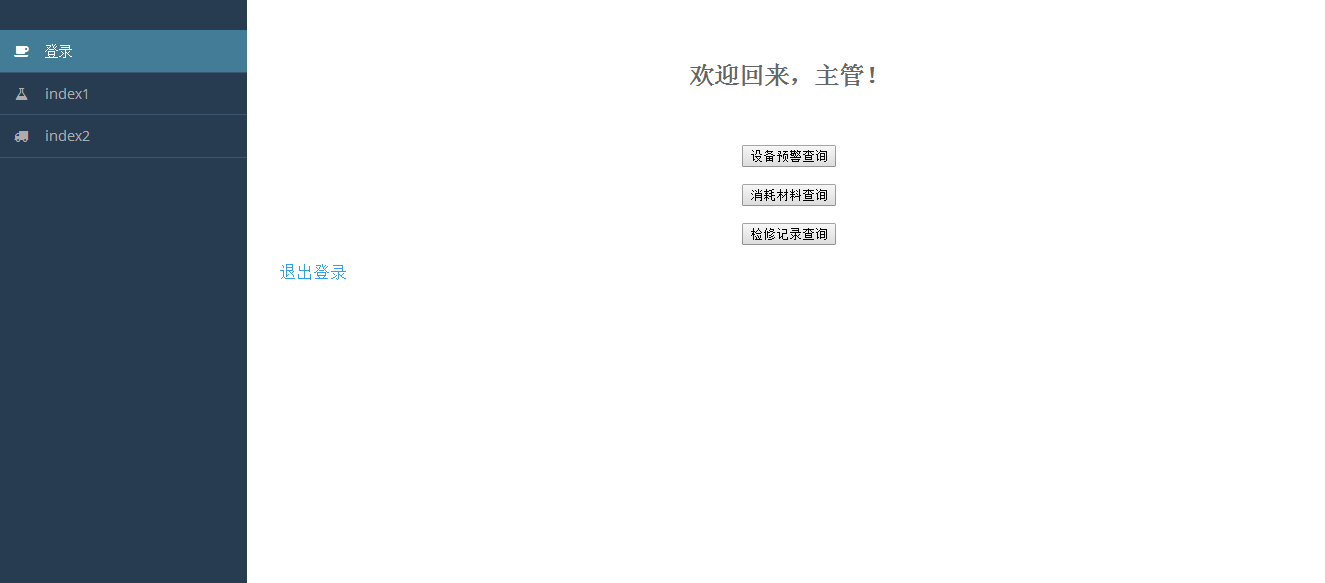 登录
index1
index2
欢迎回来，主管！
设备预警查询
消耗材料查询
检修记录查询
退出登录